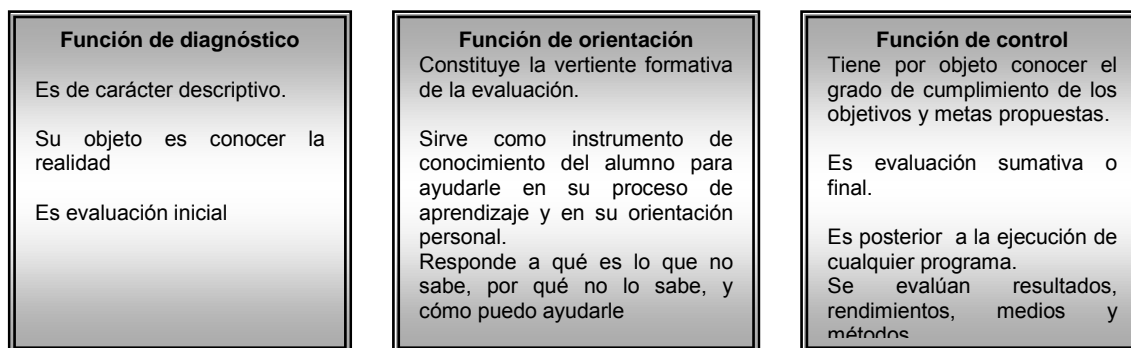 Función de diagnóstico
Es de carácter descriptivo.
Su objeto es conocer la
realidad
Es evaluación inicial
Función de orientación
Constituye la vertiente formativa
de la evaluación.
Sirve como instrumento de
conocimiento del alumno para
ayudarle en su proceso de
aprendizaje y en su orientación
personal.
Responde a qué es lo que no
sabe, por qué no lo sabe, y
cómo puedo ayudarle
Función de control
Tiene por objeto conocer el
grado de cumplimiento de los
objetivos y metas propuestas.
Es evaluación sumativa o
final.
Es posterior a la ejecución de
cualquier programa.
Se evalúan resultados,
rendimientos, medios y
métodos